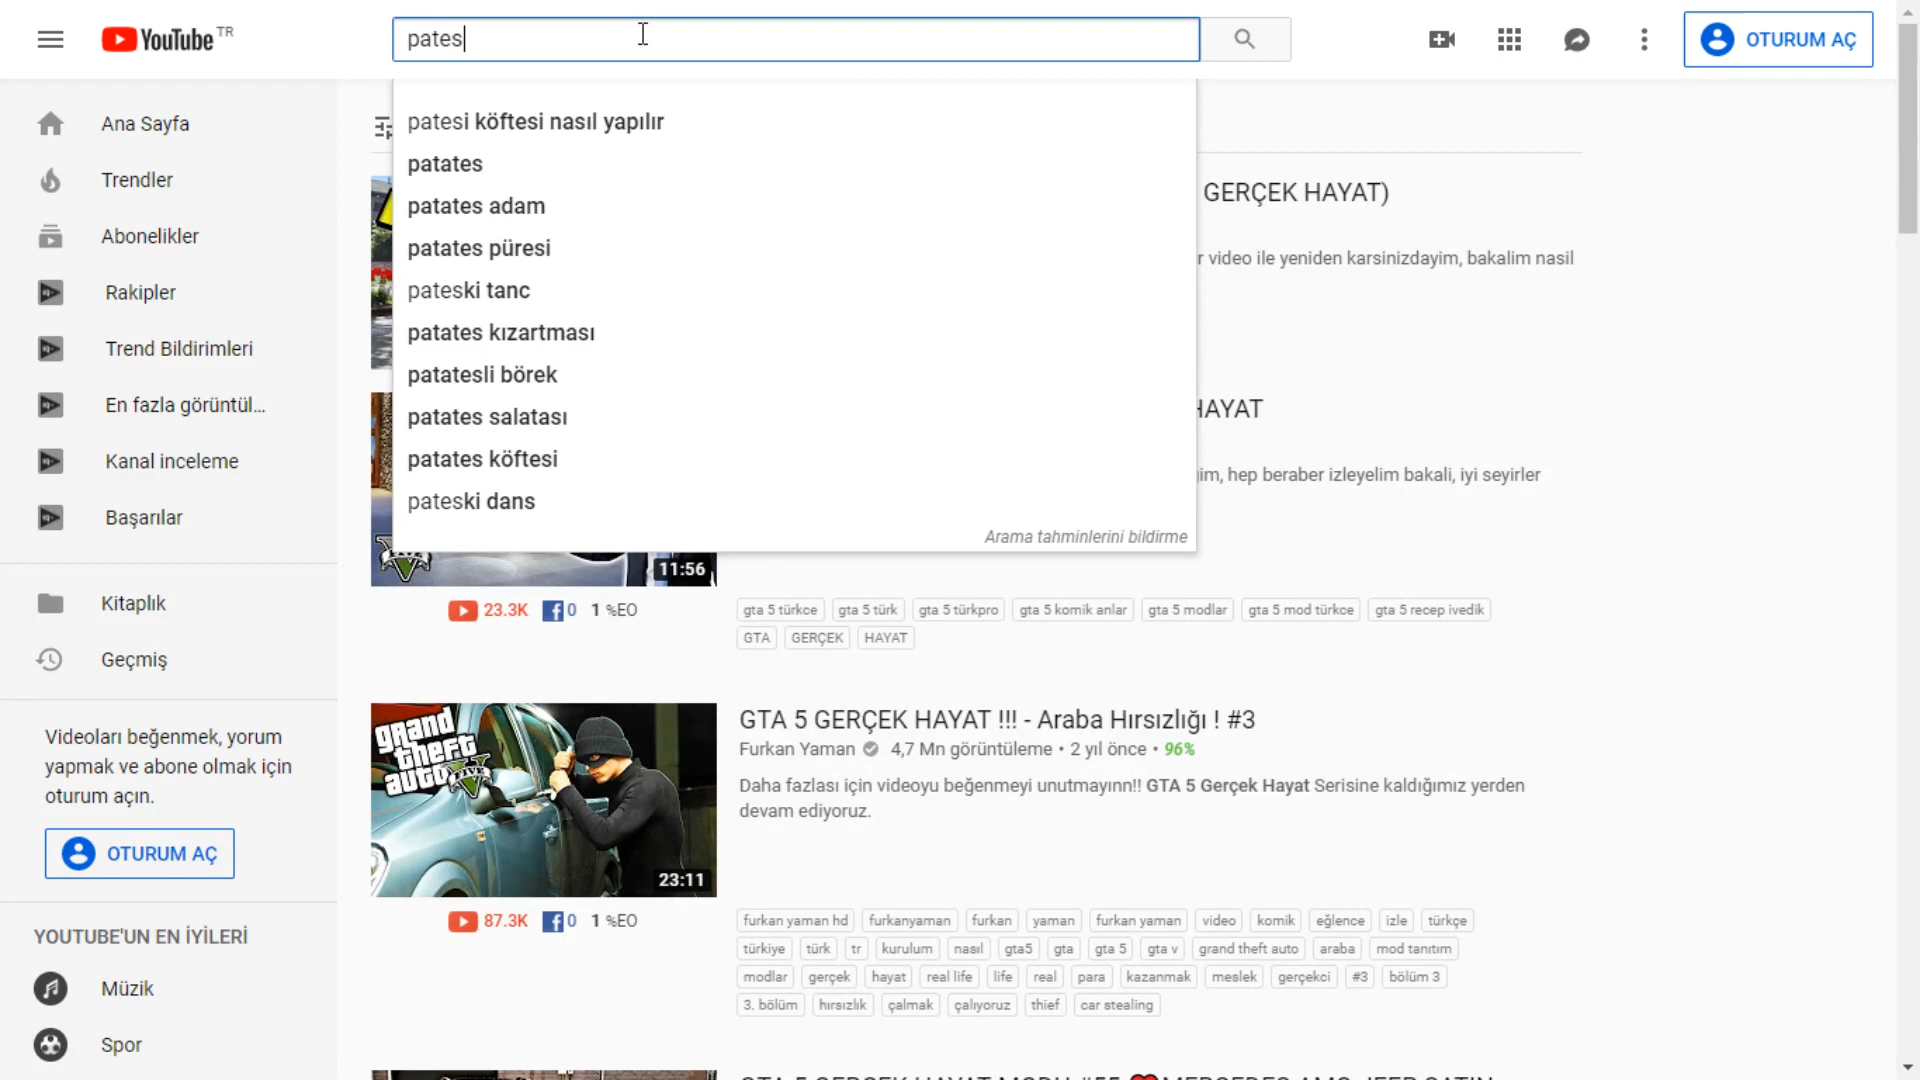 YouTube TR
pates
OTURUM AÇ
Ana Sayfa
Trendler
Abonelikler
Rakipler
Trend Bildirimleri
En fazla görüntül...
Kanal inceleme
Başarılar
Kitaplık
Geçmiş
Videoları beğenmek, yorum
yapmak ve abone olmak için
oturum açın.
OTURUM AÇ
YOUTUBE'UN EN İYİLERİ
Müzik
Spor
patesi köftesi nasıl yapılır
patates
patates adam
patates püresi
pateski tanc
patates kızartması
patatesli börek
patates salatası
patates köftesi
pateski dans
Arama tahminlerini bildirme
GERÇEK HAYAT)
video ile yeniden karsinizdayim, bakalim nasil
HAYAT
hep beraber izleyelim bakali, iyi seyirler
FIVE
11:56
23.3K 0 1 %EO
gta 5 türkce gta 5 türk gta 5 türkpro gta 5 komik anlar gta 5 modlar gta 5 mod türkce gta 5 recep ivedik
GTA GERÇEK HAYAT
grand
theft
auto
FIVE
23:11
GTA 5 GERÇEK HAYAT !!! - Araba Hırsızlığı ! #3
Furkan Yaman 4,7 Mn görüntüleme • 2 yıl önce • 96%
Daha fazlası için videoyu beğenmeyi unutmayınn!! GTA 5 Gerçek Hayat Serisine kaldığımız yerden
devam ediyoruz.
87.3K 0 1 %EO
furkan yaman hd furkanyaman furkan yaman furkan yaman video komik eğlence izle türkçe
türkiye türk tr kurulum nasıl gta5 gta gta 5 gta v grand theft auto araba mod tanıtım
modlar gerçek hayat real life life real para kazanmak meslek gerçekci #3 bölüm 3
3. bölüm hırsızlık çalmak çalıyoruz thief car stealing